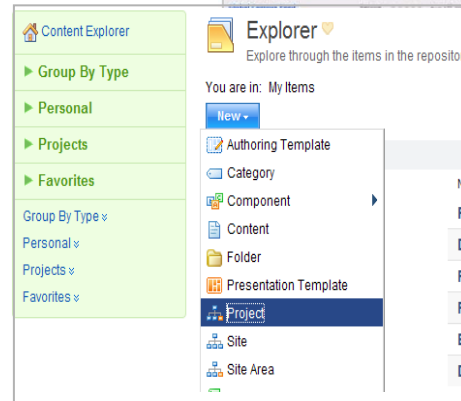 Content Explorer
Group By Type
Personal
Projects
Favorites
Group By Type
Personal
Projects
Favorites
Explorer
Explore through the items in the reposito
You are in: My Items
New
Authoring Template
Category
Component
Content
Folder
Presentation Template
Project
Site
Site Area